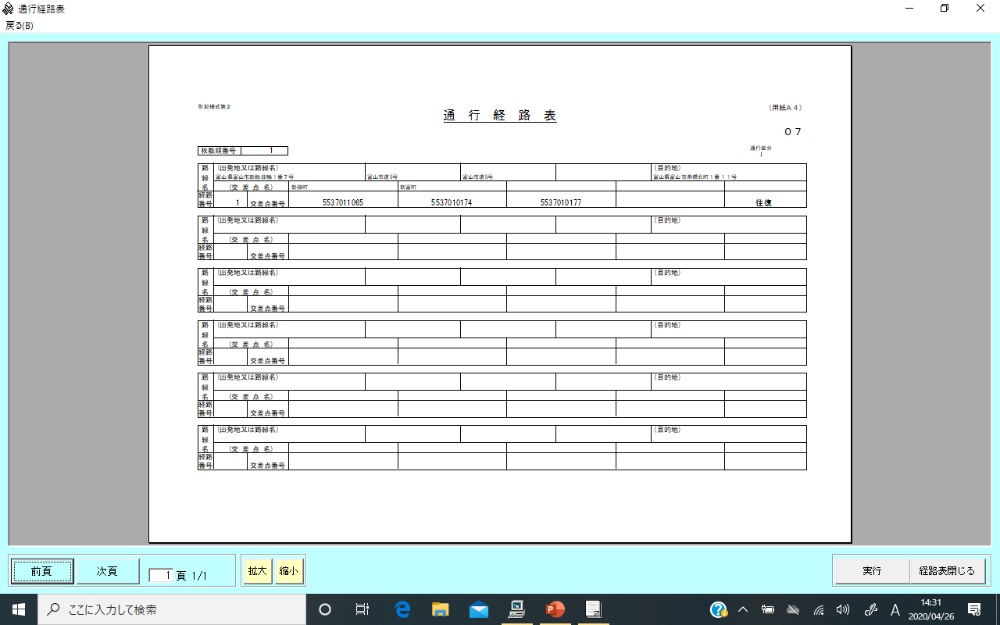 通行経路表
戻る(B)
別記様式第２
通 行 経 路 表
（用紙Ａ４）
０７
枚数順番号 1
通行区分
↓
路線名 （出発地又は路線名） （目的地）
富山県富山市新総曲輪１番７号 富山市道5号 富山市道5号 富山県富山市舟橋北町１番１１号
（交 差 点 名） 新桜町 新富町
経路番号 1 交差点番号 5537011065 5537010174 5537010177 往復
路線名 （出発地又は路線名） （目的地）
（交 差 点 名）
経路番号 交差点番号
路線名 （出発地又は路線名） （目的地）
（交 差 点 名）
経路番号 交差点番号
路線名 （出発地又は路線名） （目的地）
（交 差 点 名）
経路番号 交差点番号
路線名 （出発地又は路線名） （目的地）
（交 差 点 名）
経路番号 交差点番号
路線名 （出発地又は路線名） （目的地）
（交 差 点 名）
経路番号 交差点番号
前頁 次頁 1 頁 1/1 拡大 縮小 実行 経路表閉じる
ここに入力して検索
A
14:31
2020/04/26